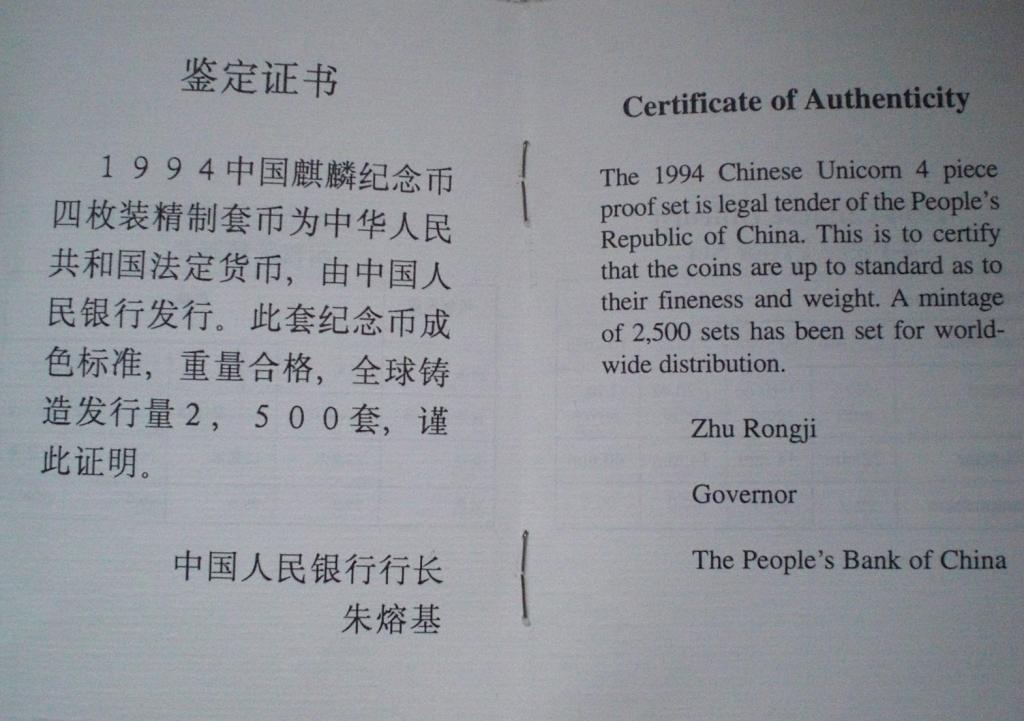 鉴定证书
1994中国麒麟纪念币
四枚装精制套币为中华人民
共和国法定货币，由中国人
民银行发行。此套纪念币成
色标准，重量合格，全球铸
造发行量2，500套，谨
此证明。
中国人民银行行长
朱熔基
Certificate of Authenticity
The 1994 Chinese Unicorn 4 piece
proof set is legal tender of the People's
Republic of China. This is to certify
that the coins are up to standard as to
their fineness and weight. A mintage
of 2,500 sets has been set for world-
wide distribution.
Zhu Rongji
Governor
The People's Bank of China